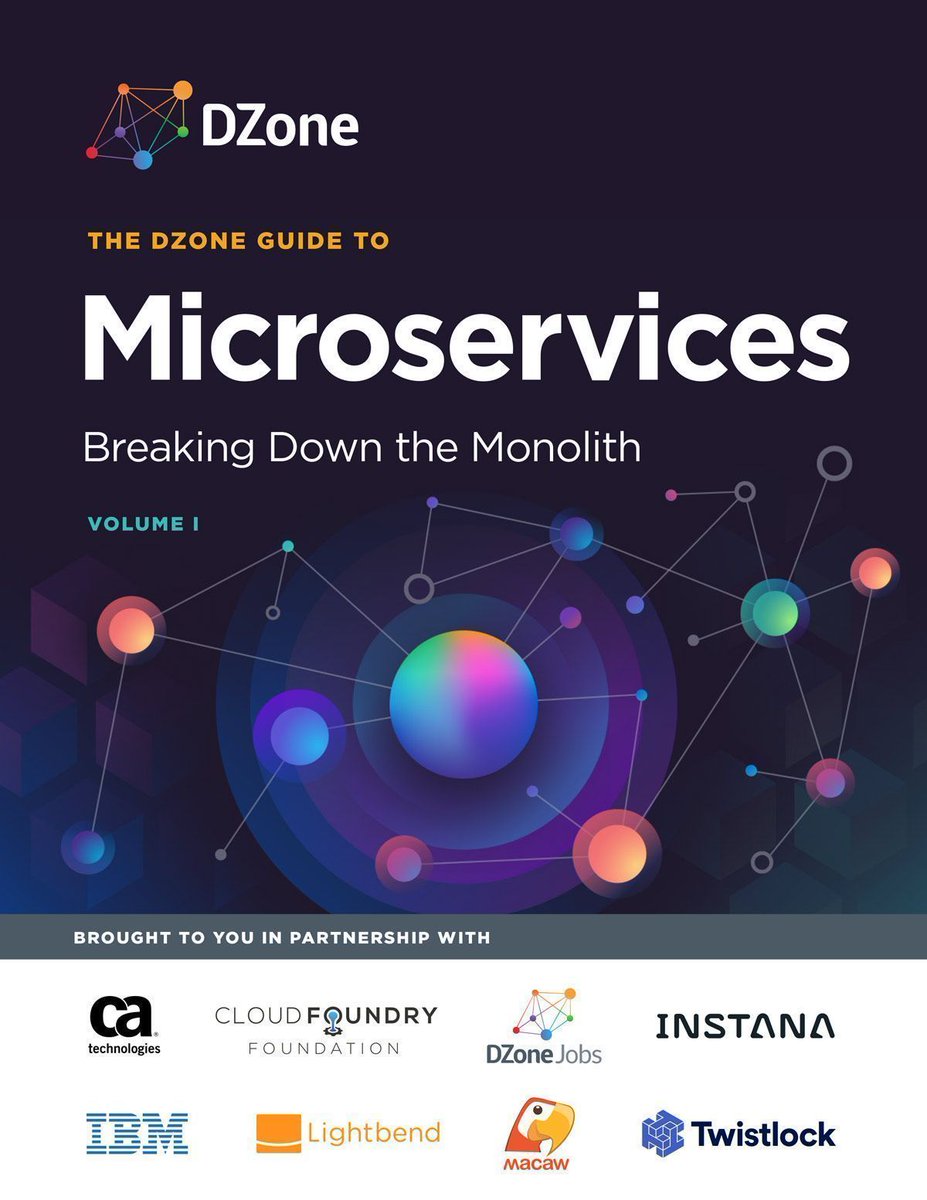 DZone
THE DZONE GUIDE TO
Microservices
Breaking Down the Monolith
VOLUME I
BROUGHT TO YOU IN PARTNERSHIP WITH
ca®
technologies
CLOUDFOUNDRY
FOUNDATION
DZoneJobs
INSTANA
IBM
Lightbend
macaw
Twistlock